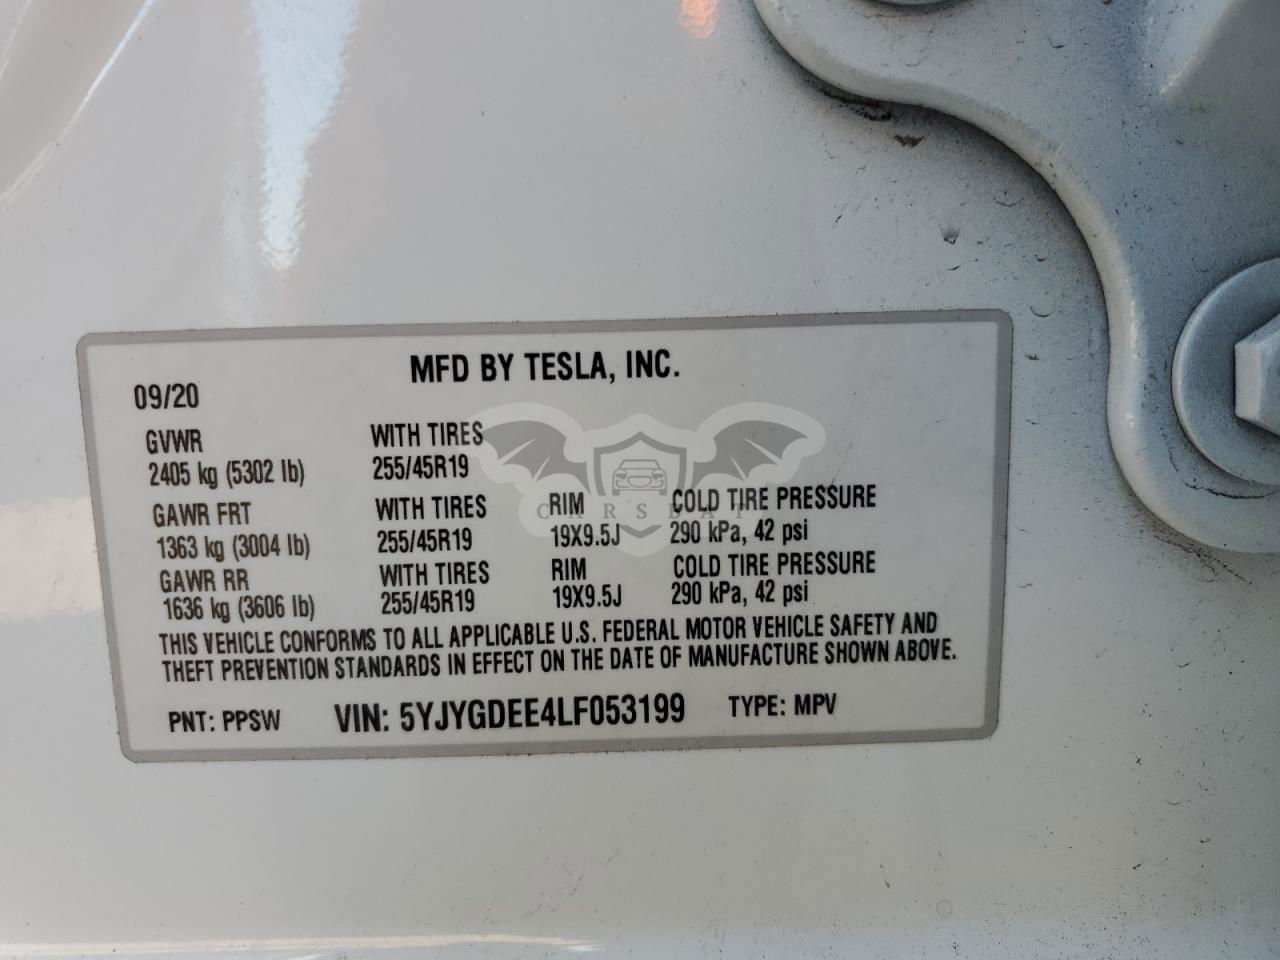 MFD BY TESLA, INC.
09/20
GVWR WITH TIRES
2405 kg (5302 lb) 255/45R19
GAWR FRT WITH TIRES RIM COLD TIRE PRESSURE
1363 kg (3004 lb) 255/45R19 19X9.5J 290 kPa, 42 psi
GAWR RR WITH TIRES RIM COLD TIRE PRESSURE
1636 kg (3606 lb) 255/45R19 19X9.5J 290 kPa, 42 psi
THIS VEHICLE CONFORMS TO ALL APPLICABLE U.S. FEDERAL MOTOR VEHICLE SAFETY AND
THEFT PREVENTION STANDARDS IN EFFECT ON THE DATE OF MANUFACTURE SHOWN ABOVE.
PNT: PPSW VIN: 5YJYGDEE4LF053199 TYPE: MPV